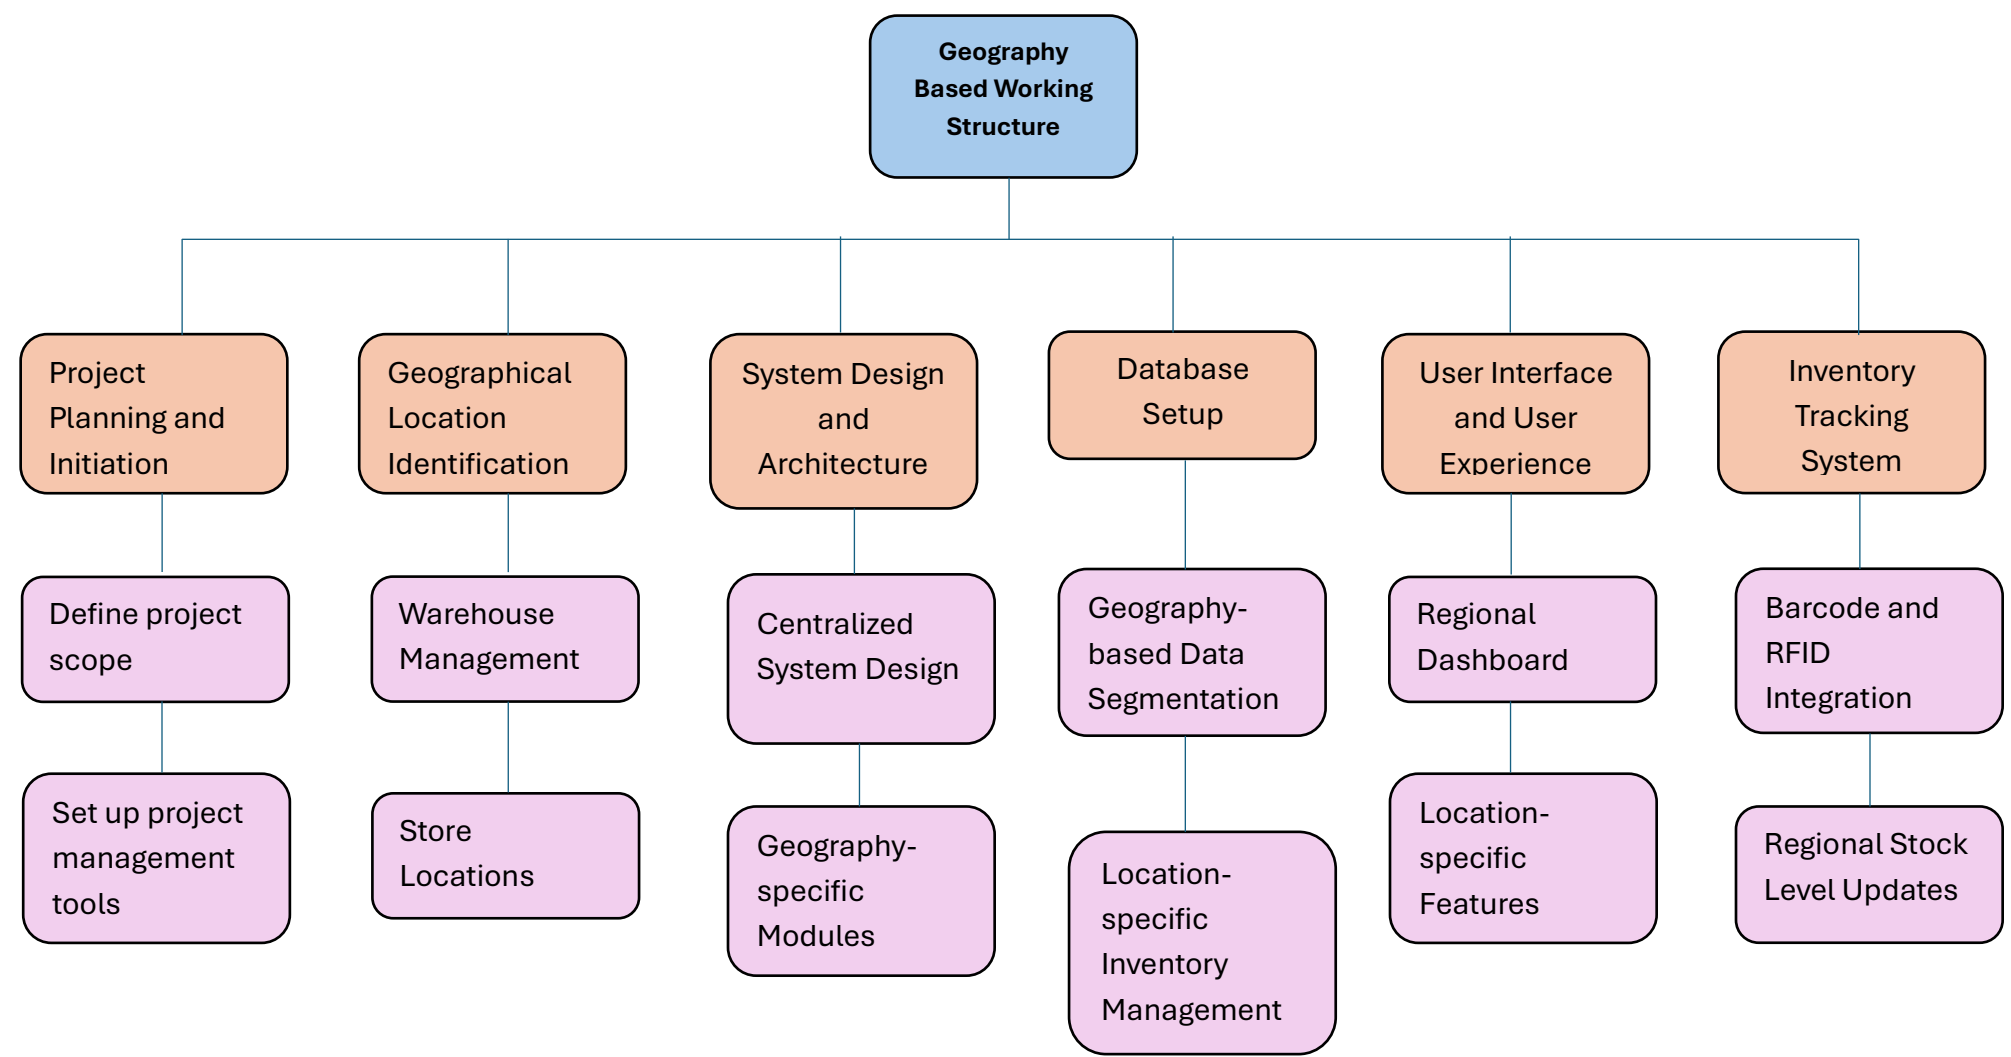 Geography
Based Working
Structure
Project
Planning and
Initiation
Geographical
Location
Identification
System Design
and
Architecture
Database
Setup
User Interface
and User
Experience
Inventory
Tracking
System
Define project
scope
Warehouse
Management
Centralized
System Design
Geography-
based Data
Segmentation
Regional
Dashboard
Barcode and
RFID
Integration
Set up project
management
tools
Store
Locations
Geography-
specific
Modules
Location-
specific
Inventory
Management
Location-
specific
Features
Regional Stock
Level Updates